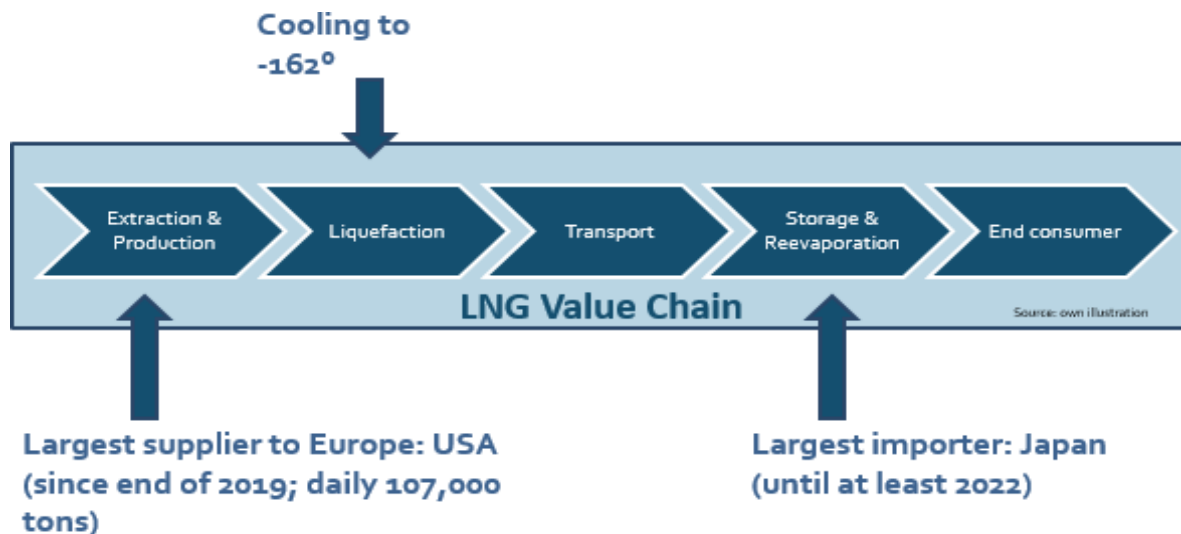 Cooling to
-162°
Extraction &
Production
Liquefaction
Transport
Storage &
Reevaporation
End consumer
LNG Value Chain
Source: own illustration
Largest supplier to Europe: USA
(since end of 2019; daily 107,000
tons)
Largest importer: Japan
(until at least 2022)